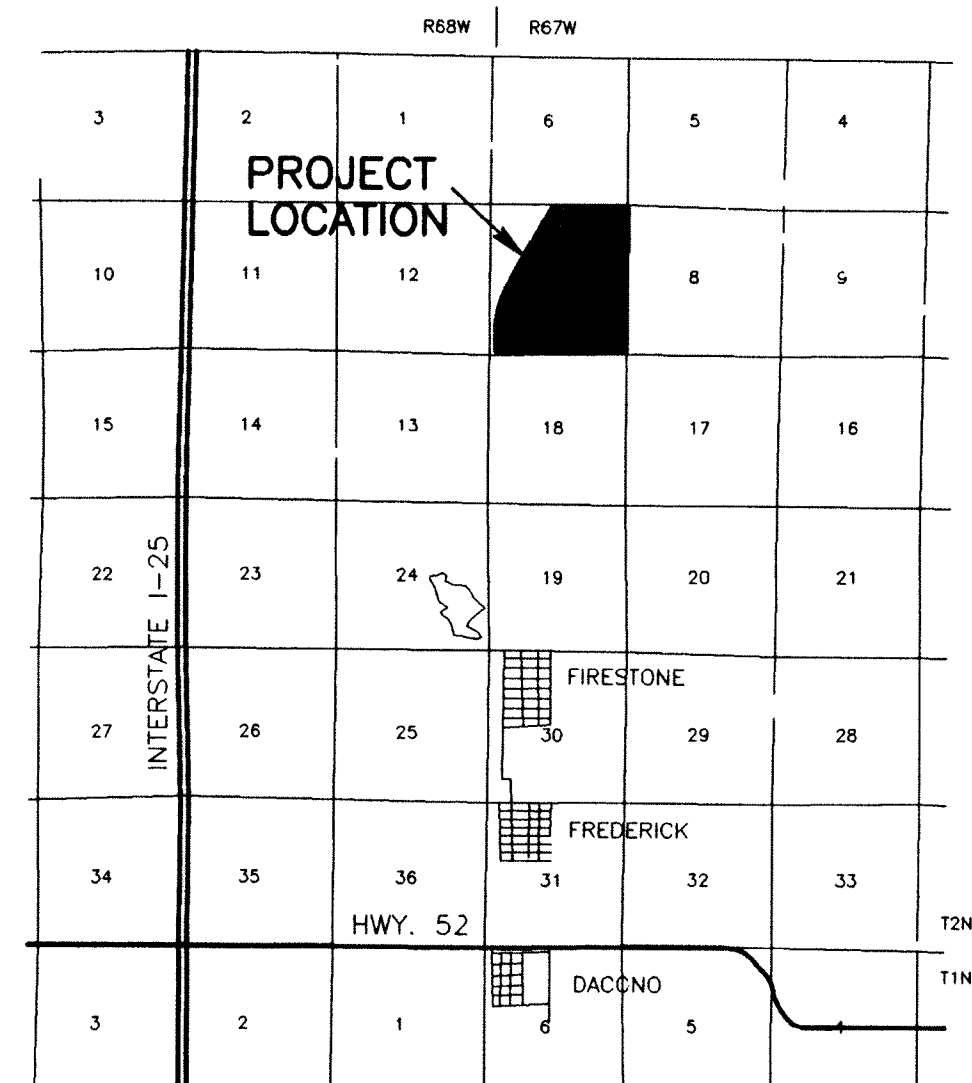 R68W R67W
3 2 1 6 5 4
PROJECT
LOCATION
10 11 12 8 9
15 14 13 18 17 16
INTERSTATE I-25
22 23 24 19 20 21
FIRESTONE
27 26 25 30 29 28
FREDERICK
34 35 36 31 32 33
HWY. 52
T2N
T1N
DACCNO
3 2 1 6 5 4